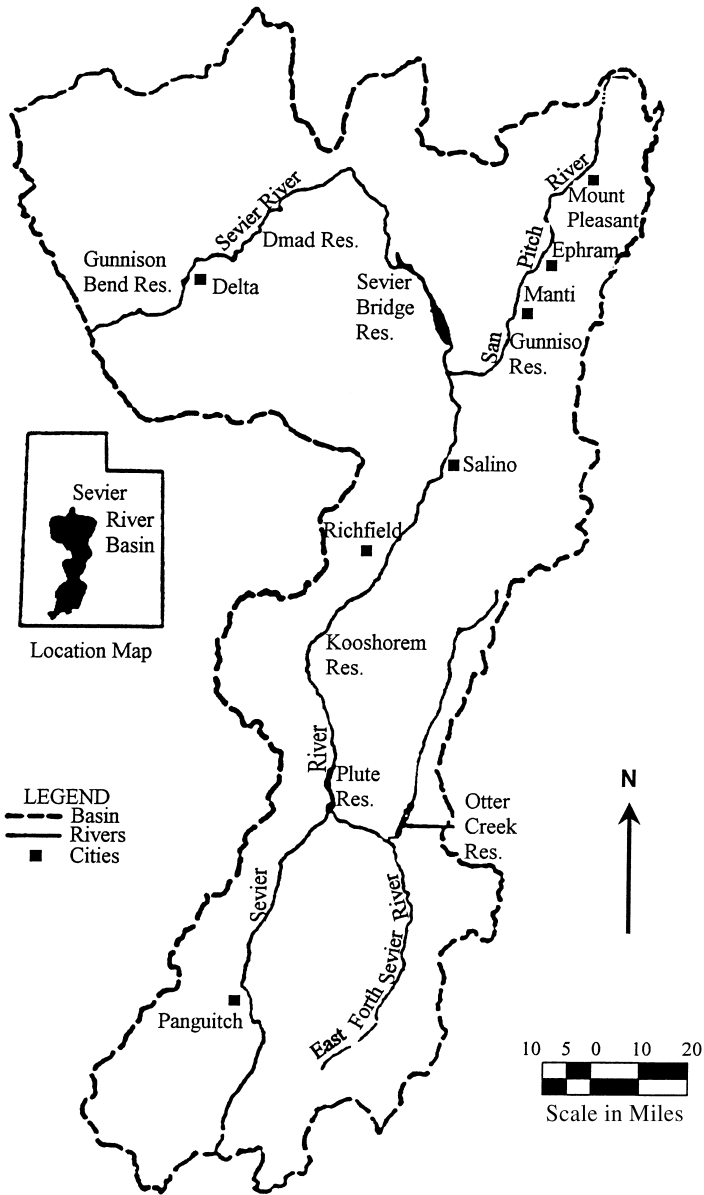 River
Mount
Pleasant
Sevier River
Dmad Res.
Pitch
Ephram
Gunnison
Bend Res.
Delta
Sevier
Bridge
Res.
Manti
San
Gunniso
Res.
Salino
Sevier
River
Basin
Richfield
Location Map
Kooshorem
Res.
River
Plute
Res.
LEGEND
Basin
Rivers
Cities
N
Otter
Creek
Res.
Sevier
East Forth Sevier River
Panguitch
10 5 0 10 20
Scale in Miles